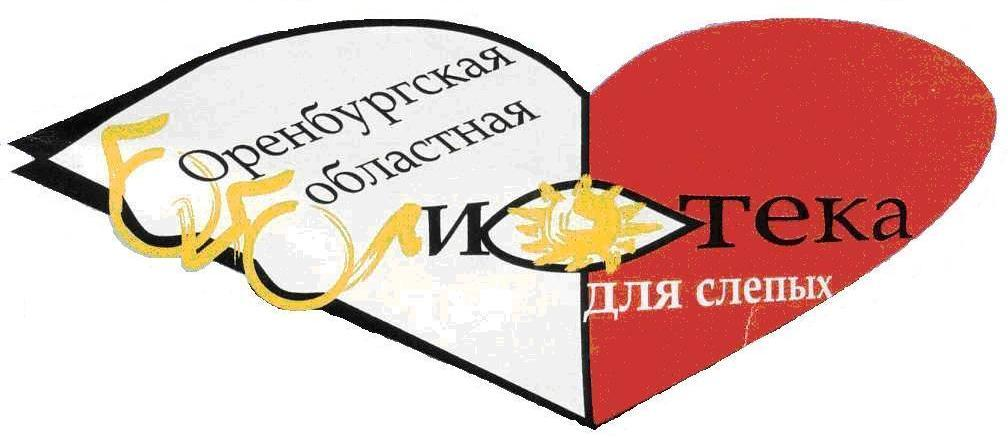 Оренбургская
областная
Библиотека
для слепых